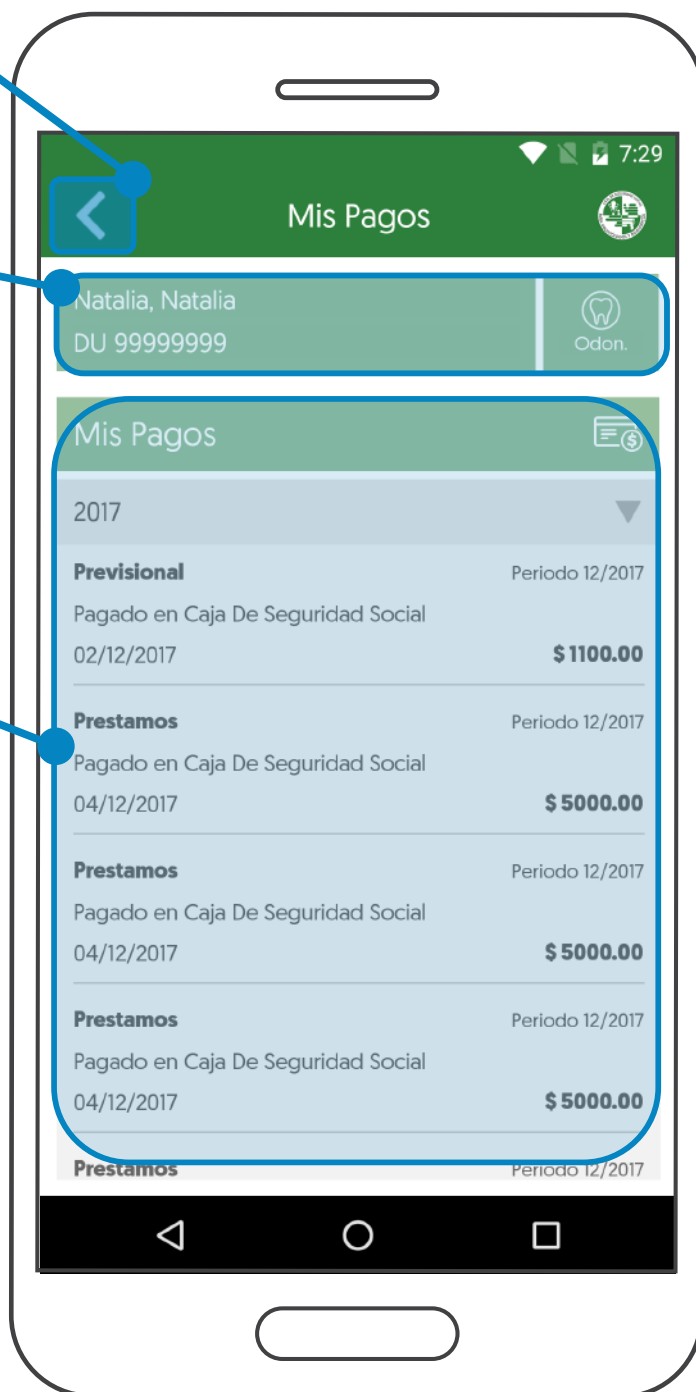 7:29
Mis Pagos
Natalia, Natalia
DU 99999999
Odon.
Mis Pagos
2017
Previsional Periodo 12/2017
Pagado en Caja De Seguridad Social
02/12/2017 $ 1100.00
Prestamos Periodo 12/2017
Pagado en Caja De Seguridad Social
04/12/2017 $ 5000.00
Prestamos Periodo 12/2017
Pagado en Caja De Seguridad Social
04/12/2017 $ 5000.00
Prestamos Periodo 12/2017
Pagado en Caja De Seguridad Social
04/12/2017 $ 5000.00
Prestamos Periodo 12/2017